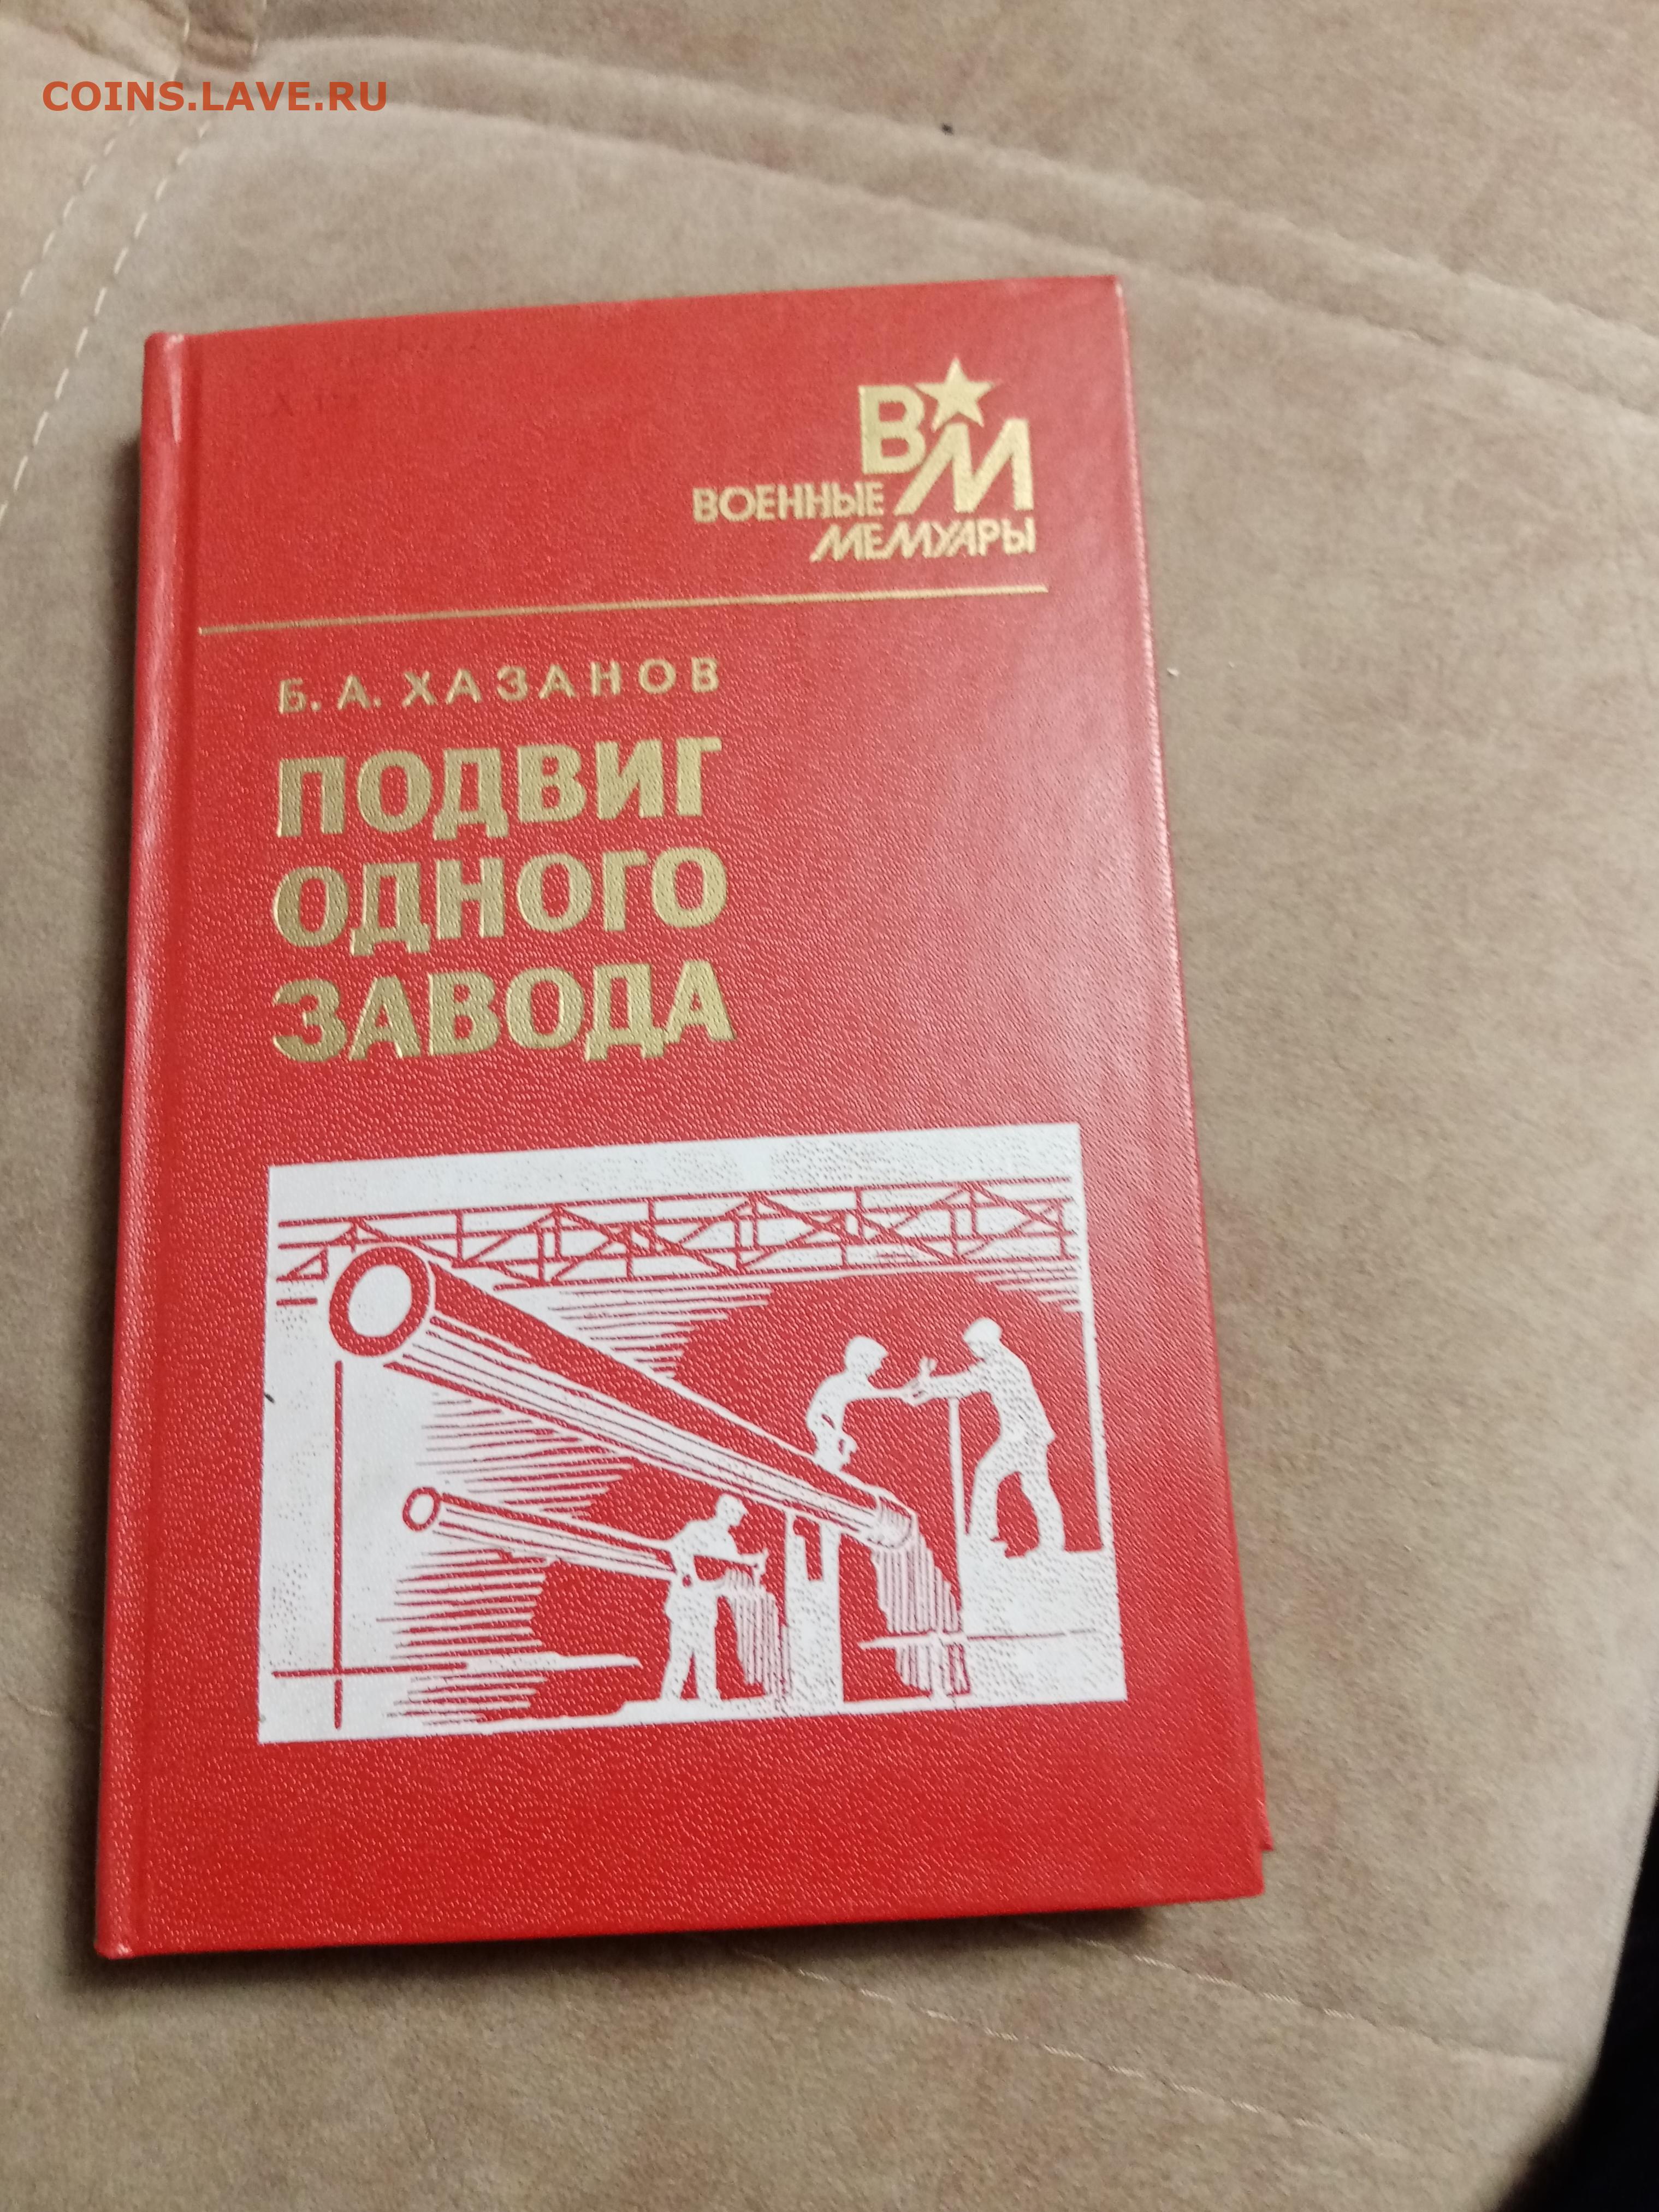 COINS.LAVE.RU
ВМ
ВОЕННЫЕ
МЕМУАРЫ
Б. А. ХАЗАНОВ
ПОДВИГ
ОДНОГО
ЗАВОДА